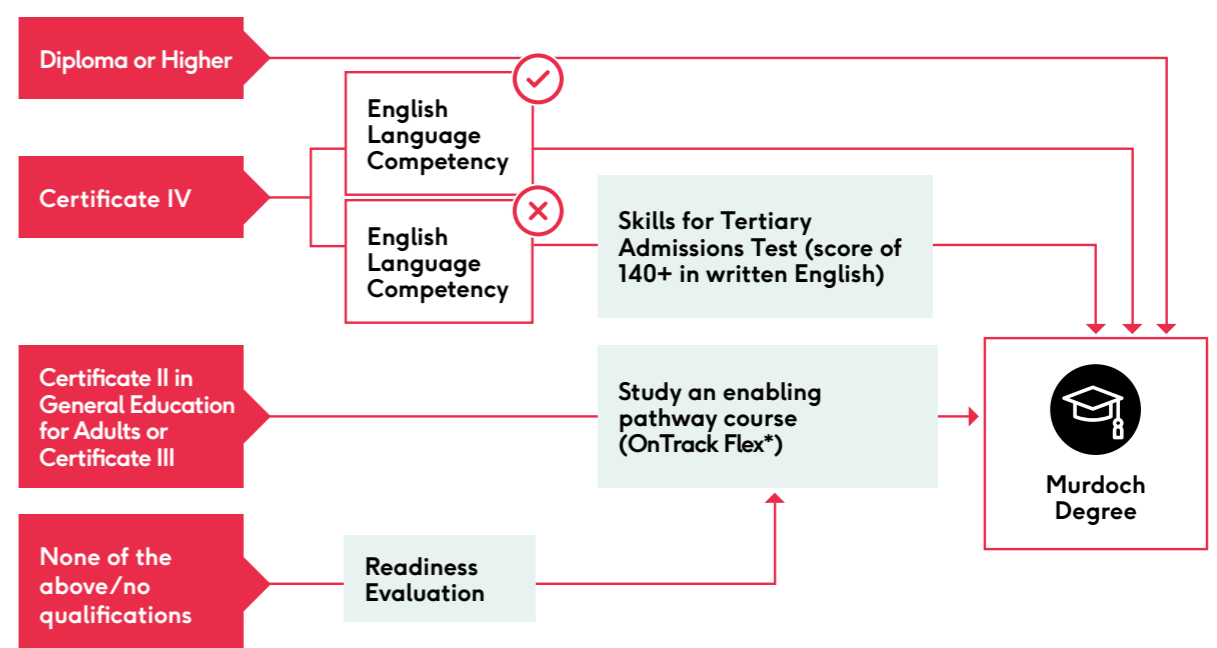 Diploma or Higher
English
Language
Competency
Certificate IV
English
Language
Competency
Skills for Tertiary
Admissions Test (score of
140+ in written English)
Certificate II in
General Education
for Adults or
Certificate III
Study an enabling
pathway course
(OnTrack Flex*)
Murdoch
Degree
None of the
above/no
qualifications
Readiness
Evaluation